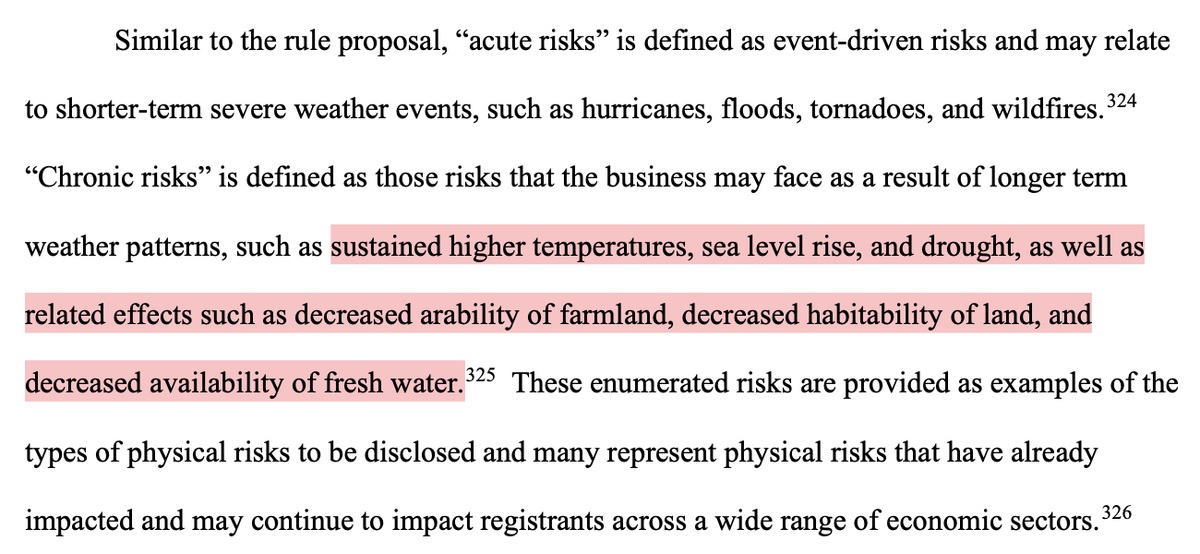 Similar to the rule proposal, “acute risks” is defined as event-driven risks and may relate
to shorter-term severe weather events, such as hurricanes, floods, tornadoes, and wildfires.324
“Chronic risks” is defined as those risks that the business may face as a result of longer term
weather patterns, such as sustained higher temperatures, sea level rise, and drought, as well as
related effects such as decreased arability of farmland, decreased habitability of land, and
decreased availability of fresh water.325 These enumerated risks are provided as examples of the
types of physical risks to be disclosed and many represent physical risks that have already
impacted and may continue to impact registrants across a wide range of economic sectors.326